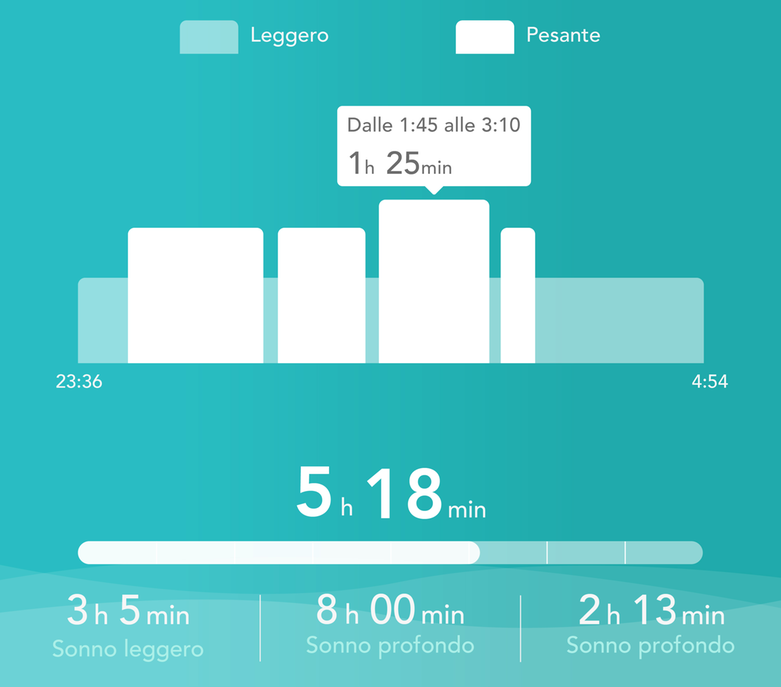 Leggero
Pesante
Dalle 1:45 alle 3:10
1h 25min
23:36
4:54
5h 18min
3h 5min
8h 00min
2h 13min
Sonno leggero
Sonno profondo
Sonno profondo